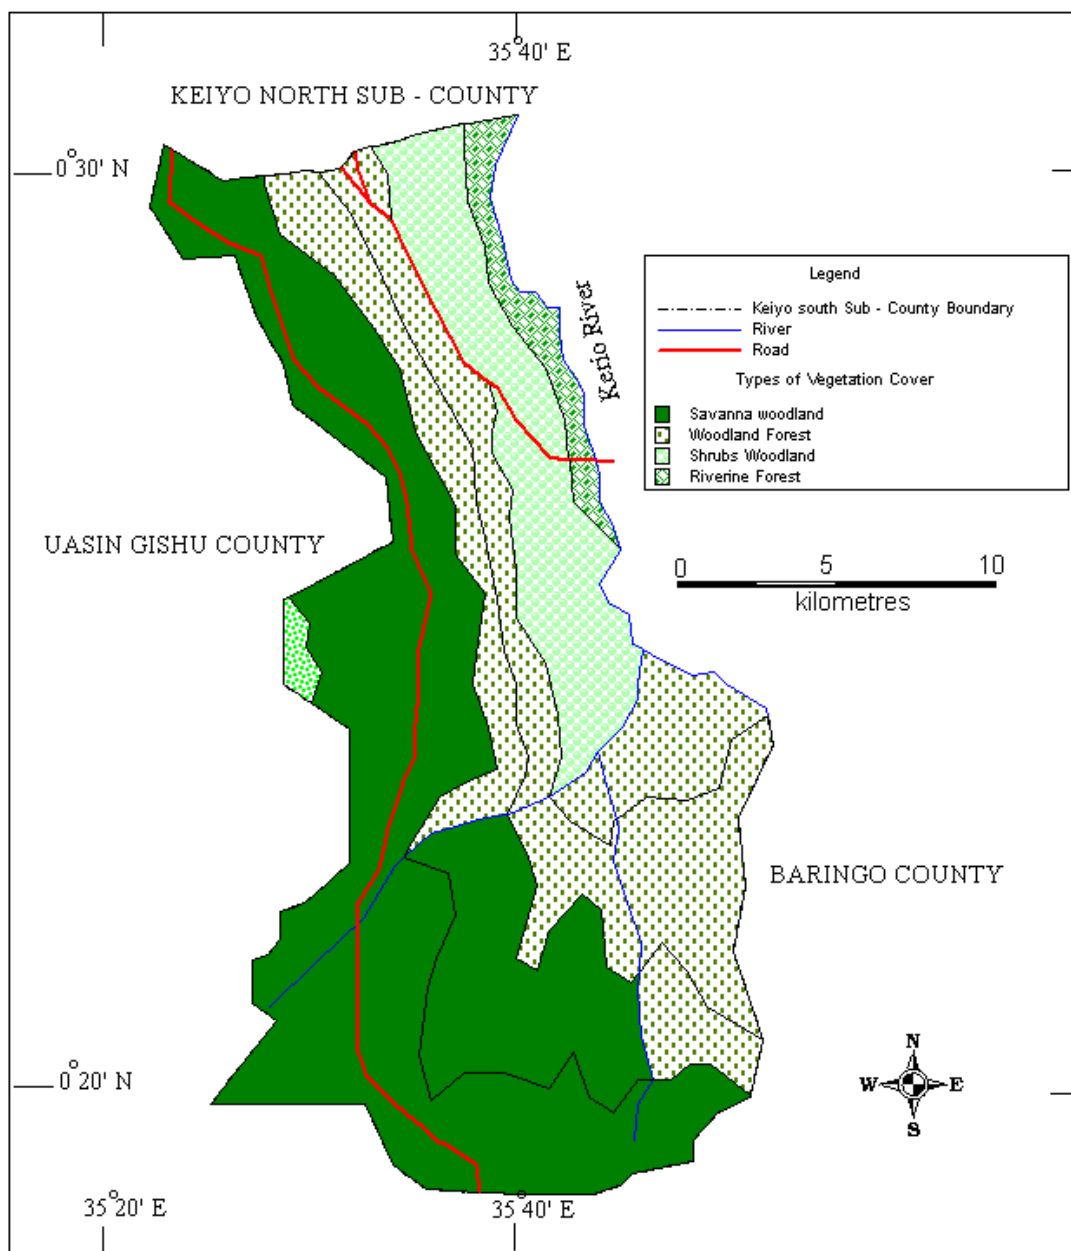 35°40' E
KEIYO NORTH SUB - COUNTY
0°30' N
Kerio River
Legend
Keiyo south Sub - County Boundary
River
Road
Types of Vegetation Cover
Savanna woodland
Woodland Forest
Shrubs Woodland
Riverine Forest
UASIN GISHU COUNTY
0 5 10
kilometres
BARINGO COUNTY
N
W E
S
0°20' N
35°20' E
35°40' E